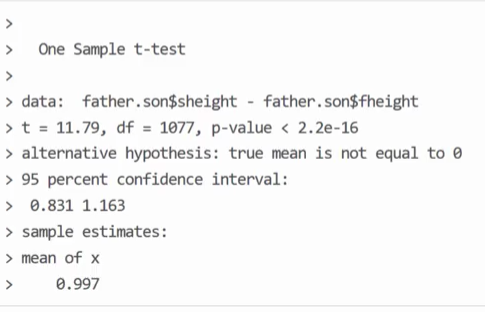 >
>   One Sample t-test
>
> data:  father.son$sheight - father.son$fheight
> t = 11.79, df = 1077, p-value < 2.2e-16
> alternative hypothesis: true mean is not equal to 0
> 95 percent confidence interval:
>  0.831 1.163
> sample estimates:
> mean of x
>     0.997